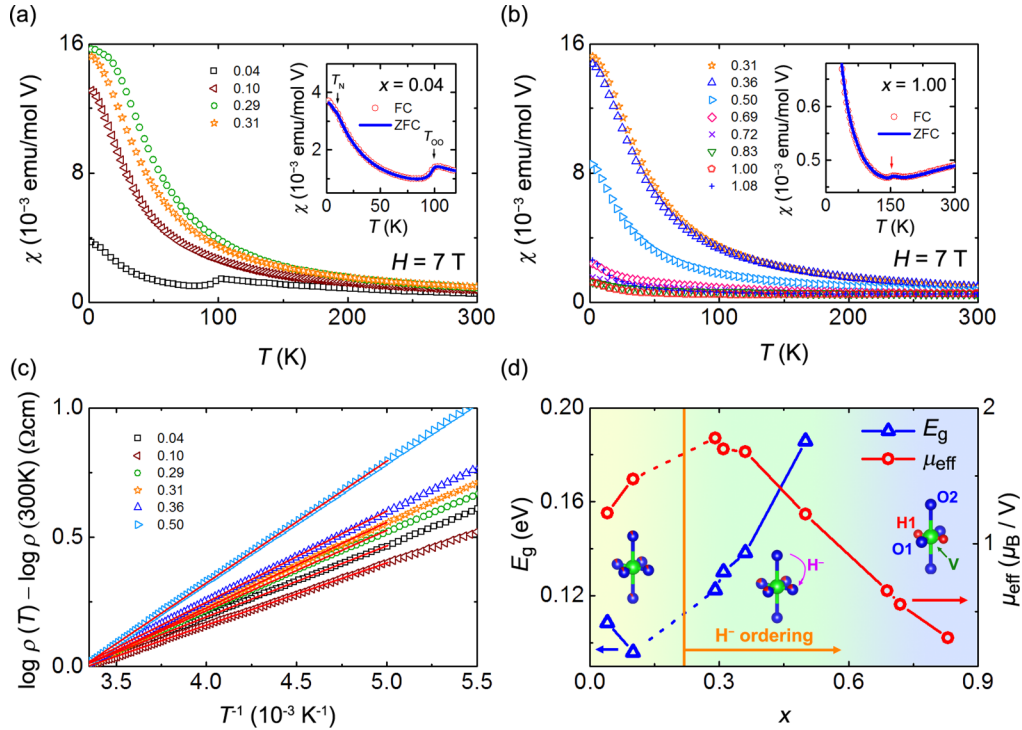 (a)
χ (10⁻³ emu/mol V)
16
8
0
0
100
200
300
T (K)
0.04
0.10
0.29
0.31
H = 7 T
χ (10⁻³ emu/mol V)
4
2
0
50
100
T (K)
T_N
x = 0.04
FC
ZFC
T_OO
(b)
χ (10⁻³ emu/mol V)
16
8
0
0
100
200
300
T (K)
0.31
0.36
0.50
0.69
0.72
0.83
1.00
1.08
H = 7 T
χ (10⁻³ emu/mol V)
0.6
0.5
0
150
300
T (K)
x = 1.00
FC
ZFC
(c)
log ρ (T) − log ρ (300K) (Ωcm)
1.0
0.5
0.0
3.5
4.0
4.5
5.0
5.5
T⁻¹ (10⁻³ K⁻¹)
0.04
0.10
0.29
0.31
0.36
0.50
(d)
E_g (eV)
0.20
0.16
0.12
0.0
0.3
0.6
0.9
x
2
1
0
μ_eff (μ_B / V)
E_g
μ_eff
O2
H1
O1
V
H⁻
H⁻ ordering